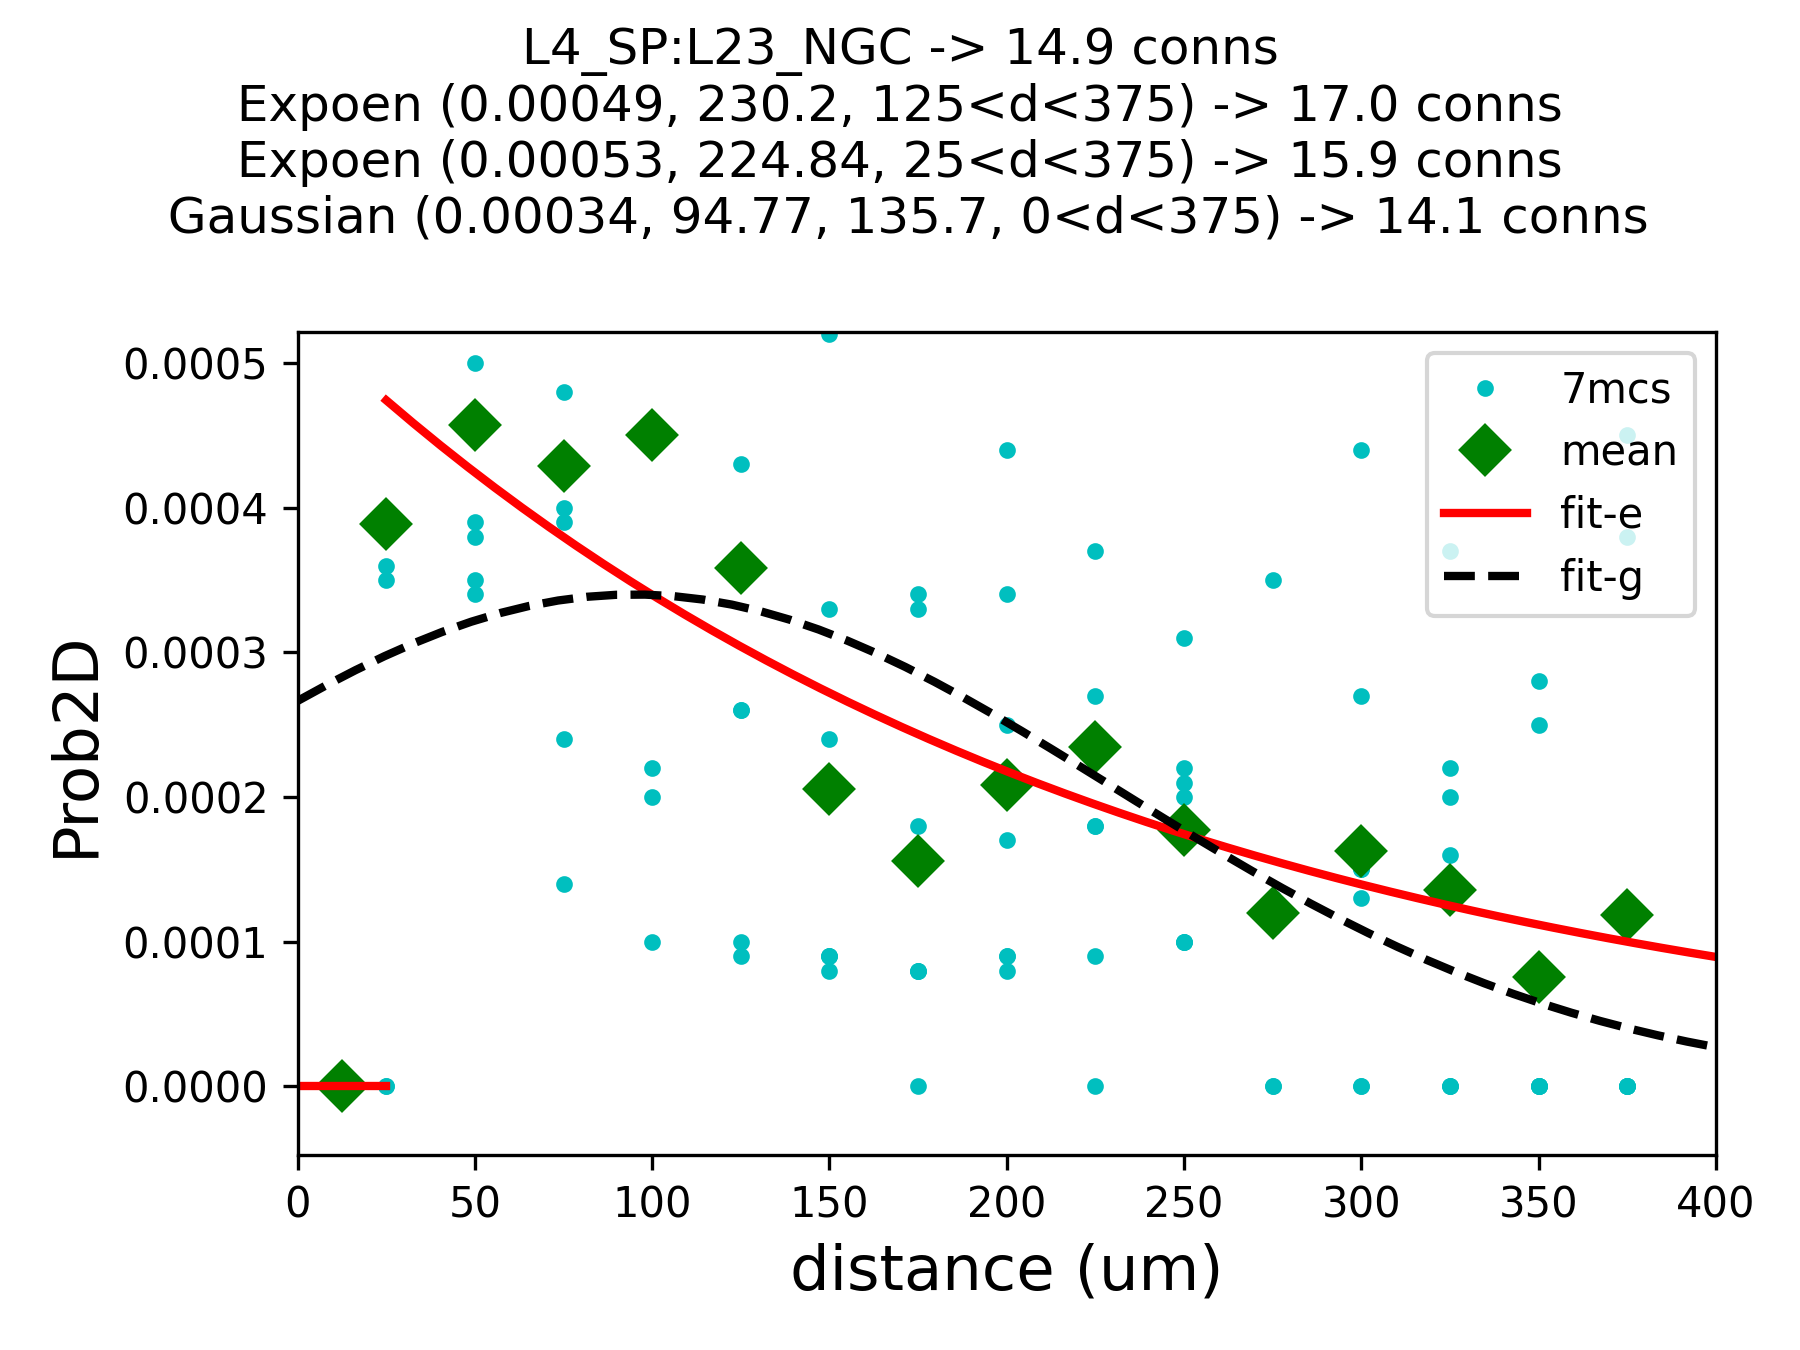 L4_SP:L23_NGC -> 14.9 conns
Expoen (0.00049, 230.2, 125<d<375) -> 17.0 conns
Expoen (0.00053, 224.84, 25<d<375) -> 15.9 conns
Gaussian (0.00034, 94.77, 135.7, 0<d<375) -> 14.1 conns
0.0005
0.0004
0.0003
0.0002
0.0001
0.0000
Prob2D
7mcs
mean
fit-e
fit-g
0 50 100 150 200 250 300 350 400
distance (um)